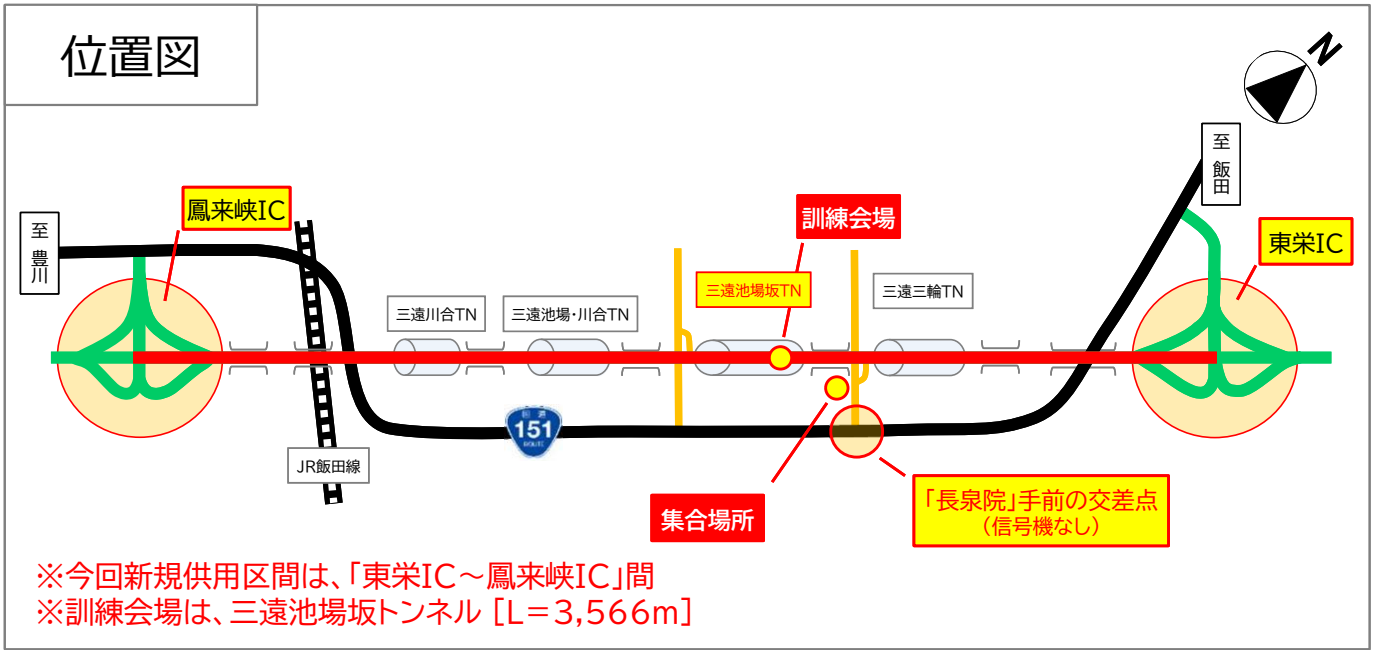 位置図
N
至 飯田
至 豊川
鳳来峡IC
訓練会場
東栄IC
三遠川合TN
三遠池場・川合TN
三遠池場坂TN
三遠三輪TN
国道
151
ROUTE
JR飯田線
集合場所
「長泉院」手前の交差点
(信号機なし)
※今回新規供用区間は、「東栄IC～鳳来峡IC」間
※訓練会場は、三遠池場坂トンネル [L=3,566m]